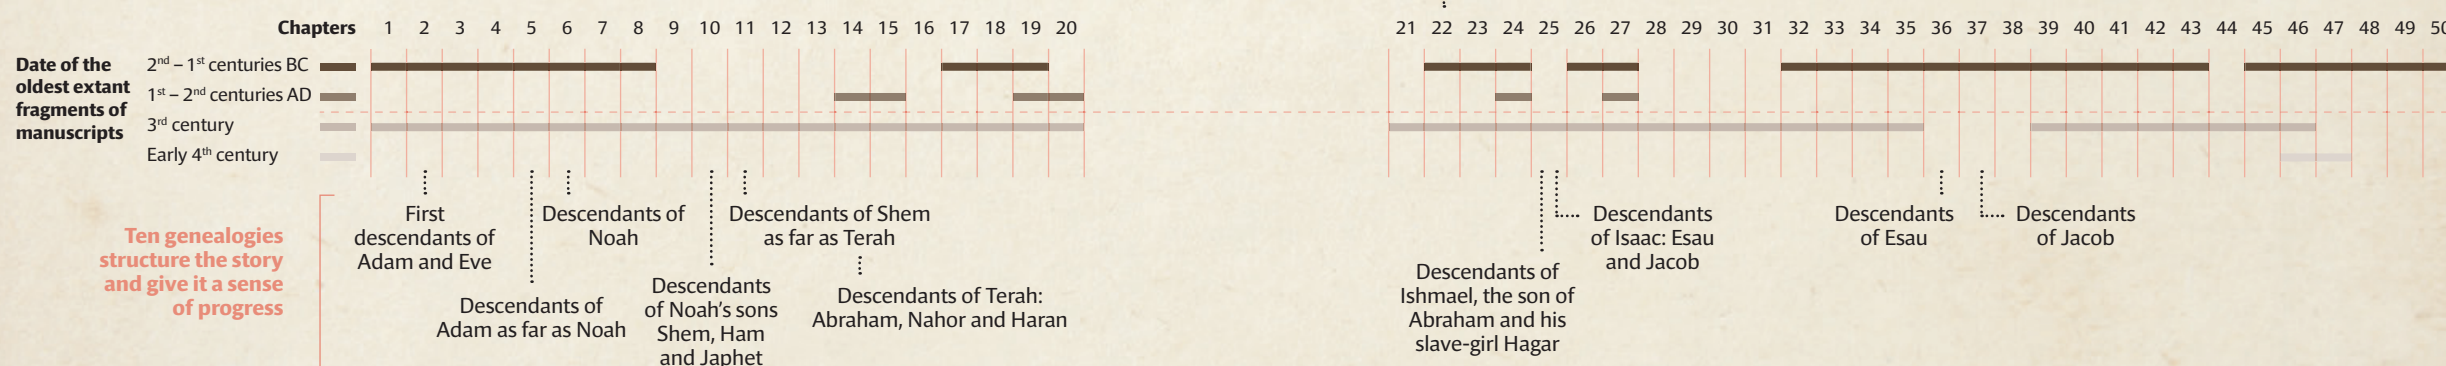 Chapters 1 2 3 4 5 6 7 8 9 10 11 12 13 14 15 16 17 18 19 20 21 22 23 24 25 26 27 28 29 30 31 32 33 34 35 36 37 38 39 40 41 42 43 44 45 46 47 48 49 50
Date of the
oldest extant
fragments of
manuscripts
2nd – 1st centuries BC
1st – 2nd centuries AD
3rd century
Early 4th century
Ten genealogies
structure the story
and give it a sense
of progress
First
descendants of
Adam and Eve
Descendants of
Adam as far as Noah
Descendants of
Noah
Descendants
of Noah’s sons
Shem, Ham
and Japhet
Descendants of Shem
as far as Terah
Descendants of Terah:
Abraham, Nahor and Haran
Descendants of
Ishmael, the son of
Abraham and his
slave-girl Hagar
Descendants
of Isaac: Esau
and Jacob
Descendants
of Esau
Descendants
of Jacob